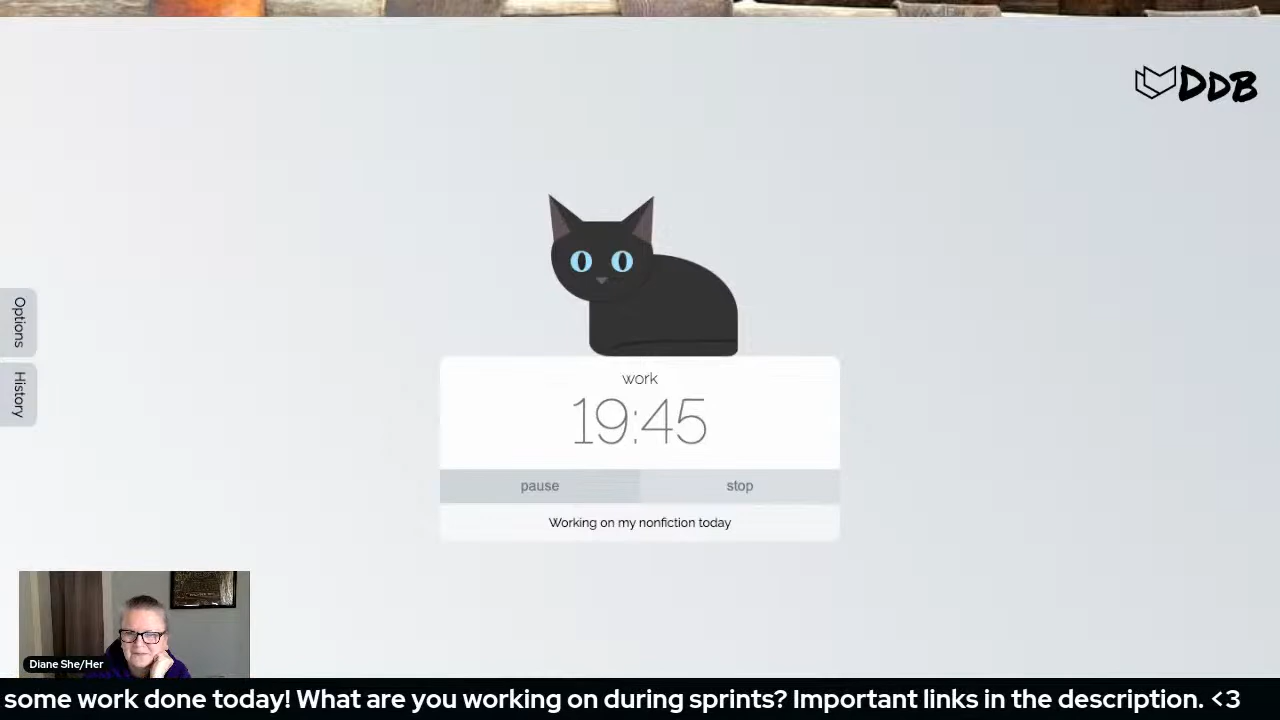 DDB
Options
History
work
19:45
pause
stop
Working on my nonfiction today
Diane She/Her
some work done today! What are you working on during sprints? Important links in the description. <3